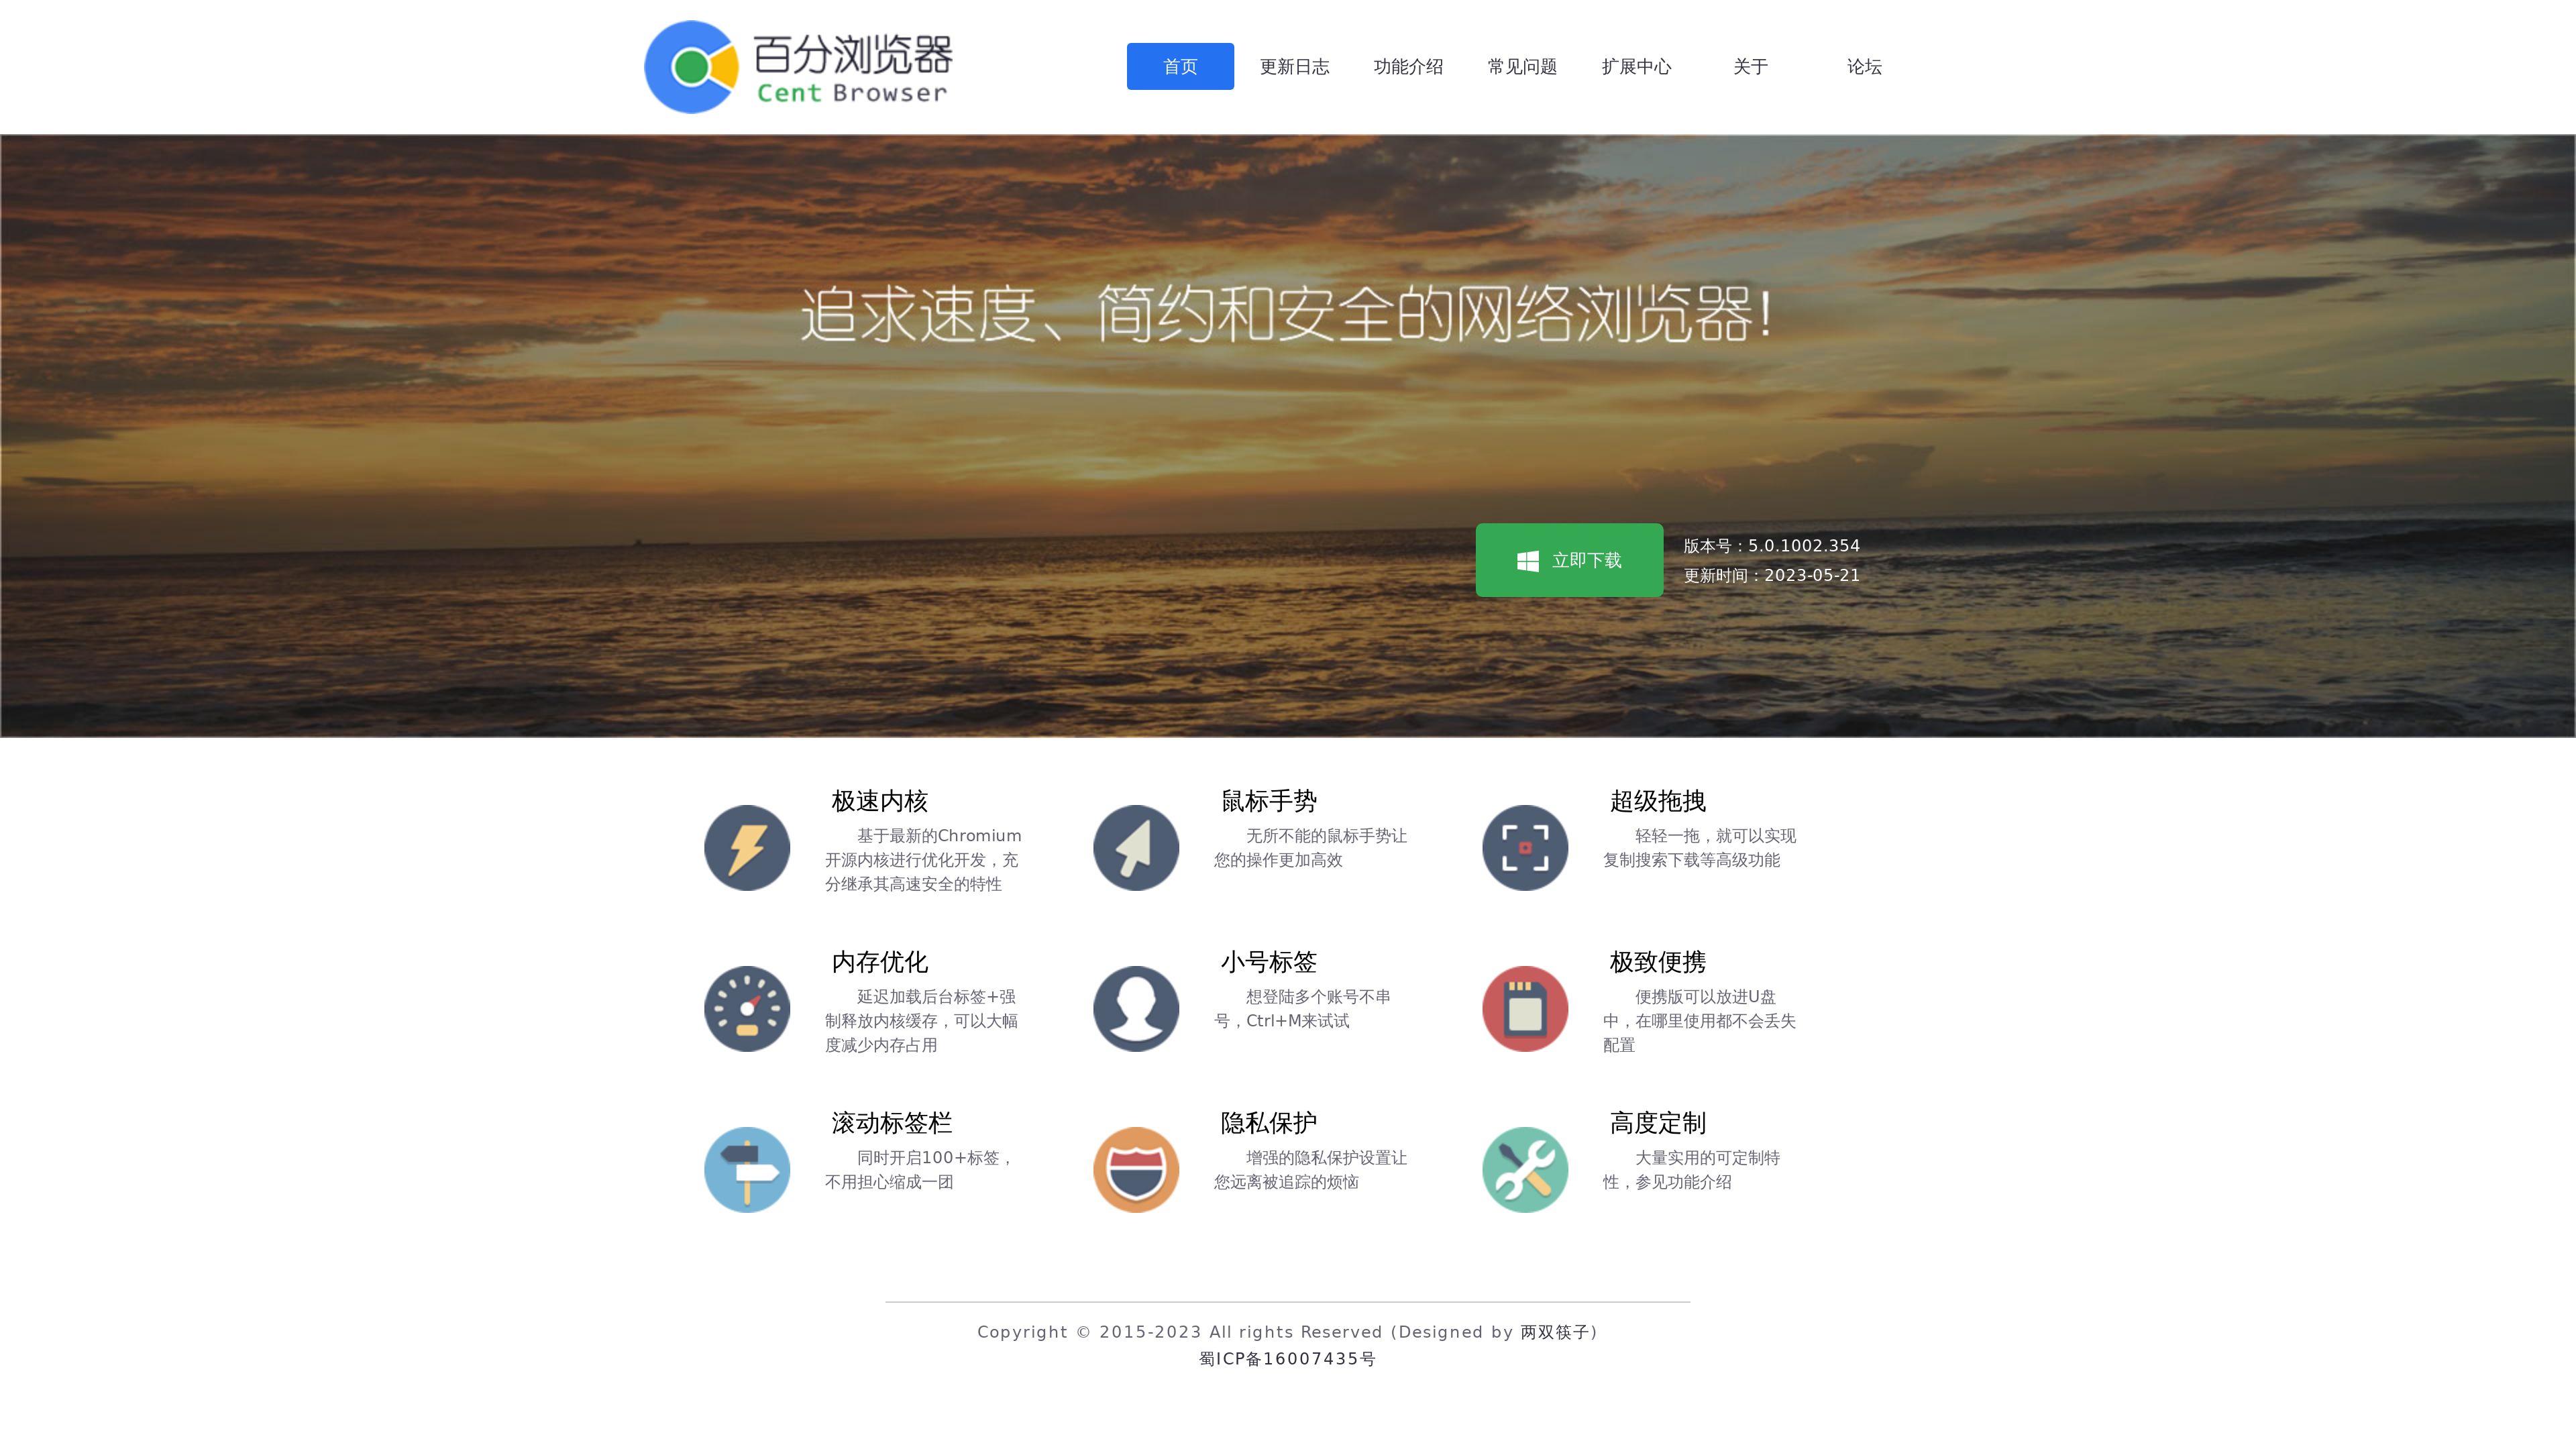 百分浏览器
Cent Browser
首页
更新日志
功能介绍
常见问题
扩展中心
关于
论坛
追求速度、简约和安全的网络浏览器!
立即下载
版本号：5.0.1002.354
更新时间：2023-05-21
极速内核
基于最新的Chromium
开源内核进行优化开发，充
分继承其高速安全的特性
鼠标手势
无所不能的鼠标手势让
您的操作更加高效
超级拖拽
轻轻一拖，就可以实现
复制搜索下载等高级功能
内存优化
延迟加载后台标签+强
制释放内核缓存，可以大幅
度减少内存占用
小号标签
想登陆多个账号不串
号，Ctrl+M来试试
极致便携
便携版可以放进U盘
中，在哪里使用都不会丢失
配置
滚动标签栏
同时开启100+标签，
不用担心缩成一团
隐私保护
增强的隐私保护设置让
您远离被追踪的烦恼
高度定制
大量实用的可定制特
性，参见功能介绍
Copyright © 2015-2023 All rights Reserved (Designed by 两双筷子)
蜀ICP备16007435号